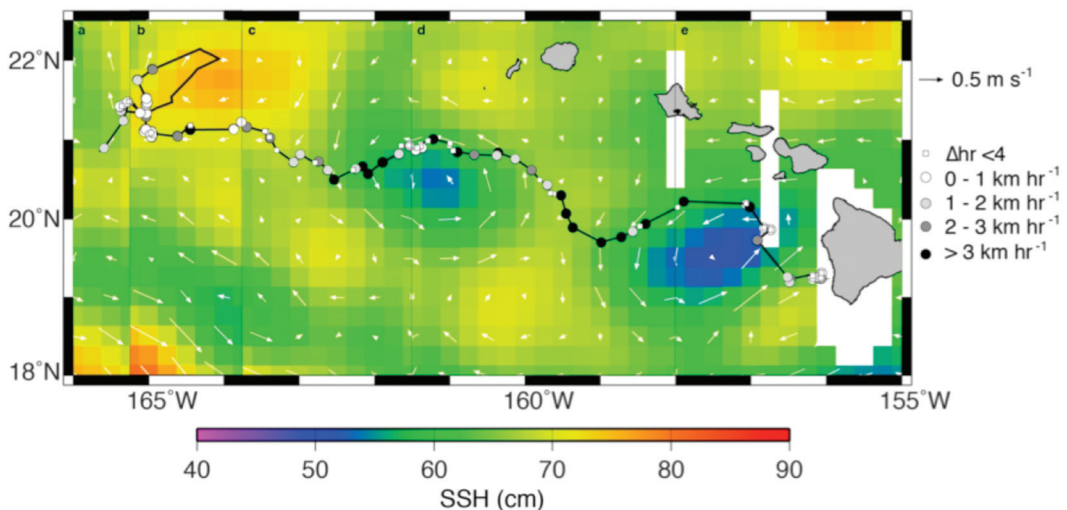 a b c d e
22°N
20°N
18°N
165°W 160°W 155°W
0.5 m s⁻¹
Δhr <4
0 - 1 km hr⁻¹
1 - 2 km hr⁻¹
2 - 3 km hr⁻¹
> 3 km hr⁻¹
40 50 60 70 80 90
SSH (cm)